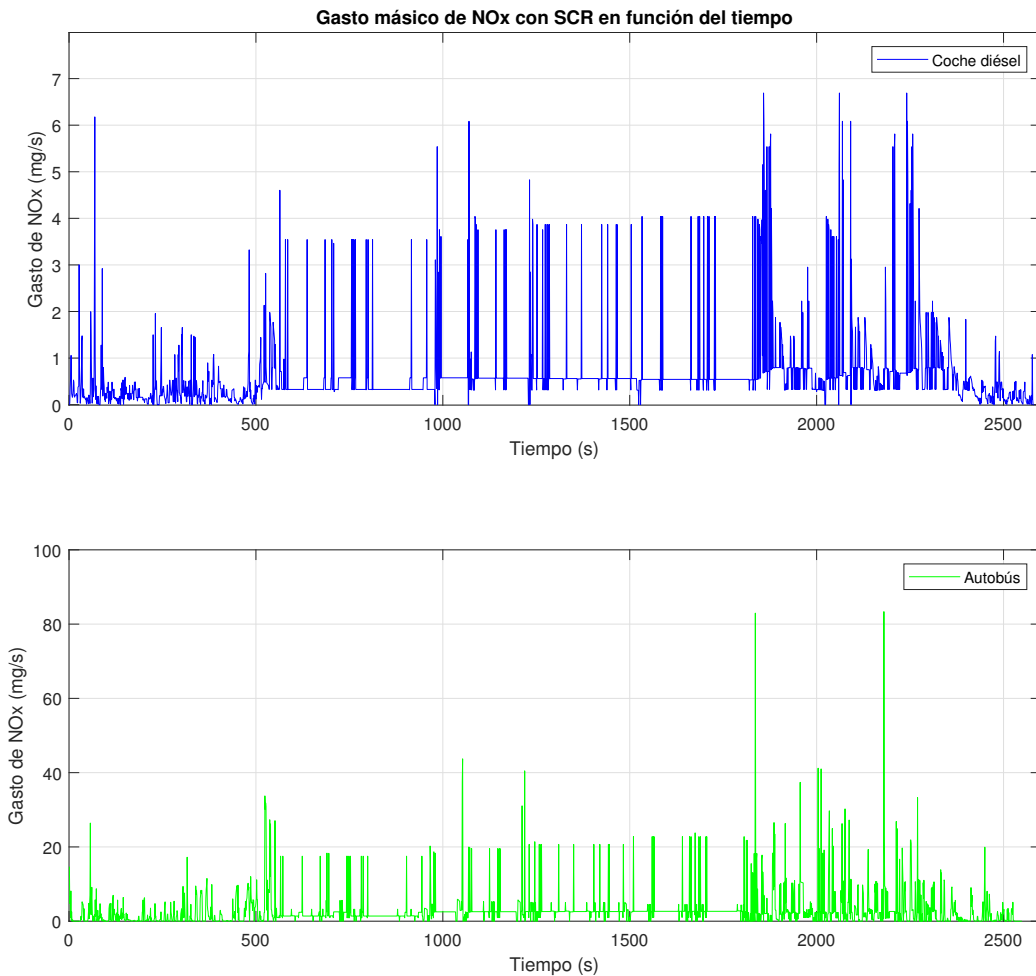 Gasto másico de NOx con SCR en función del tiempo
Coche diésel
Gasto de NOx (mg/s)
7
6
5
4
3
2
1
0
0 500 1000 1500 2000 2500
Tiempo (s)
Autobús
Gasto de NOx (mg/s)
100
80
60
40
20
0
0 500 1000 1500 2000 2500
Tiempo (s)